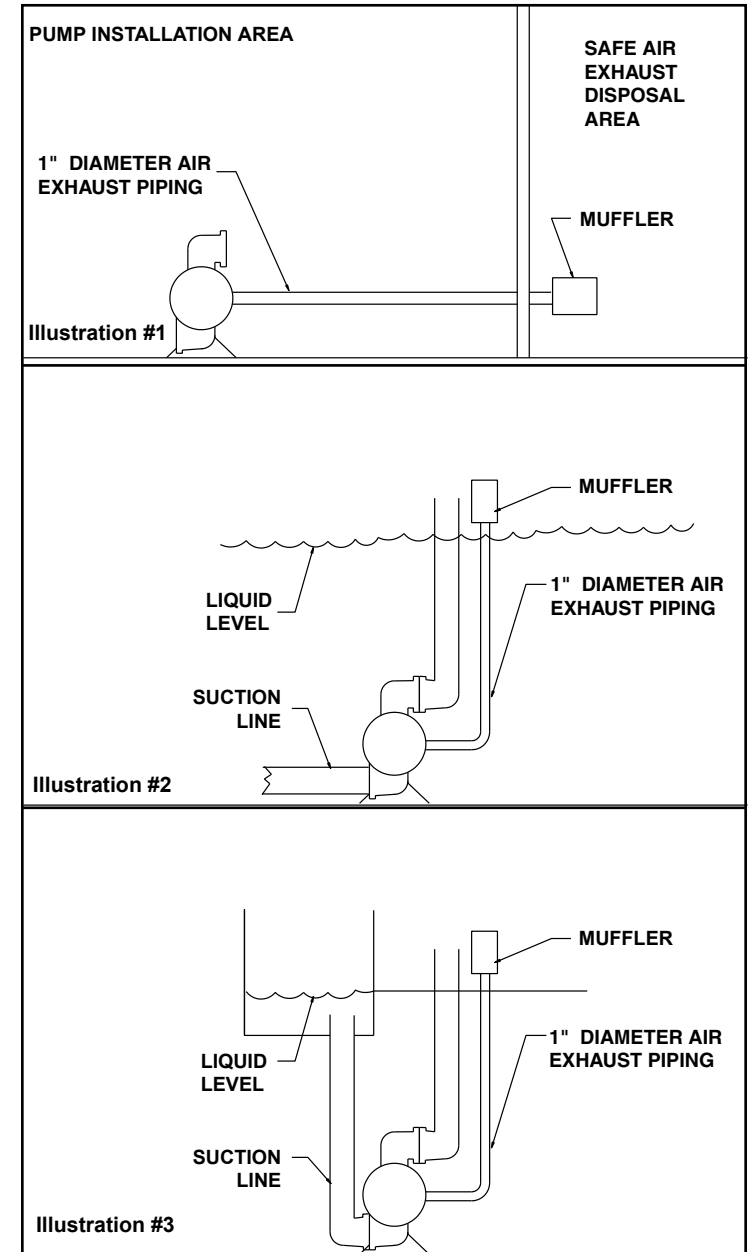 PUMP INSTALLATION AREA
SAFE AIR
EXHAUST
DISPOSAL
AREA
1" DIAMETER AIR
EXHAUST PIPING
MUFFLER
Illustration #1
MUFFLER
LIQUID
LEVEL
1" DIAMETER AIR
EXHAUST PIPING
SUCTION
LINE
Illustration #2
MUFFLER
LIQUID
LEVEL
1" DIAMETER AIR
EXHAUST PIPING
SUCTION
LINE
Illustration #3